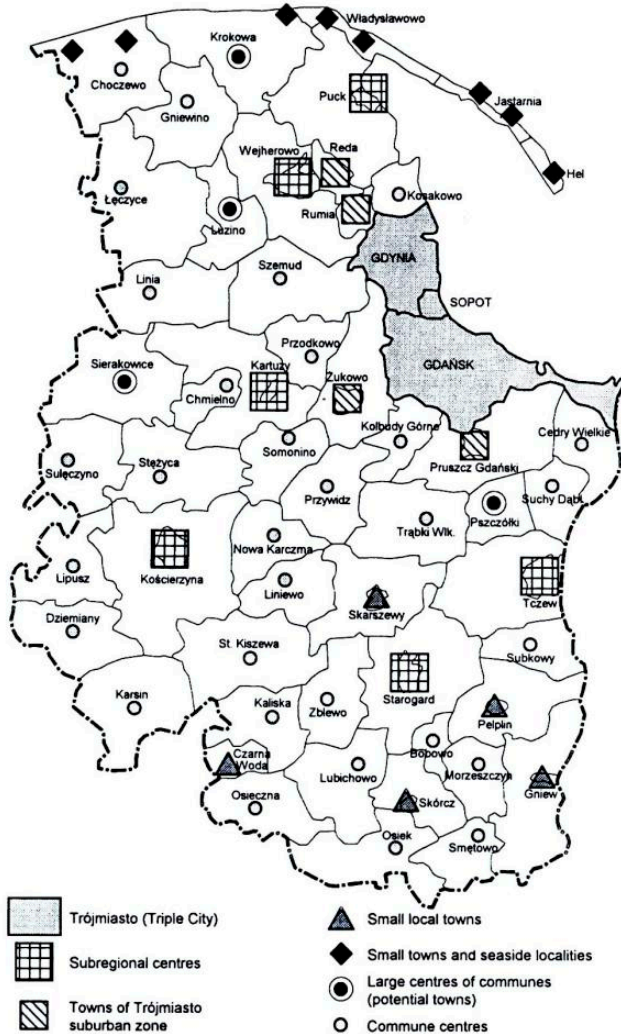 Władysławowo
Krokowa
Choczewo
Puck
Jastarnia
Gniewino
Wejherowo
Reda
Hel
Łęczyce
Kosakowo
Luzino
Rumia
GDYNIA
Linia
Szemud
SOPOT
Przodkowo
Sierakowice
Kartuzy
GDAŃSK
Chmielno
Żukowo
Kolbudy Górne
Cedry Wielkie
Somonino
Pruszcz Gdański
Sulęczyno
Stężyca
Przywidz
Suchy Dąb.
Pszczółki
Trąbki Wlk.
Nowa Karczma
Lipusz
Kościerzyna
Liniewo
Tczew
Skarszewy
Dziemiany
St. Kiszewa
Subkowy
Starogard
Karsin
Kaliska
Zblewo
Pelplin
Czarna
Woda
Bobowo
Lubichowo
Morzeszczyn
Gniew
Osieczna
Skórcz
Osiek
Smętowo
Trójmiasto (Triple City)
Subregional centres
Towns of Trójmiasto
suburban zone
Small local towns
Small towns and seaside localities
Large centres of communes
(potential towns)
Commune centres